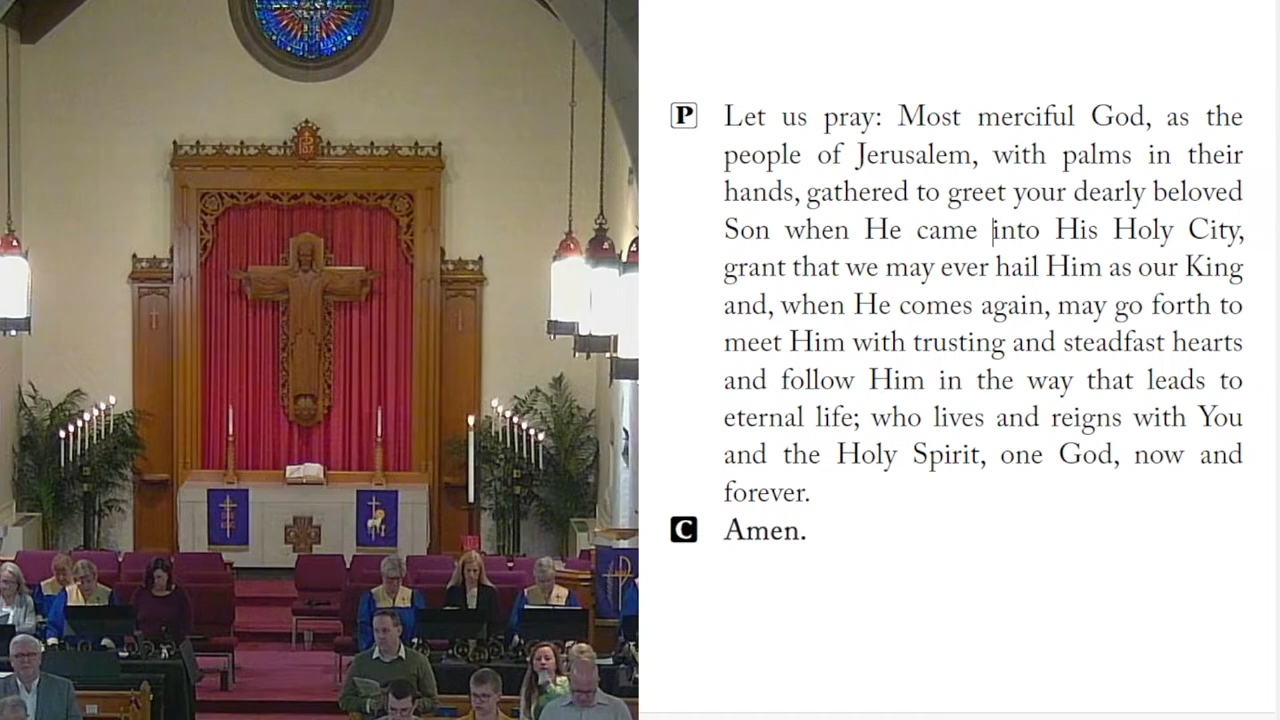 P Let us pray: Most merciful God, as the
people of Jerusalem, with palms in their
hands, gathered to greet your dearly beloved
Son when He came into His Holy City,
grant that we may ever hail Him as our King
and, when He comes again, may go forth to
meet Him with trusting and steadfast hearts
and follow Him in the way that leads to
eternal life; who lives and reigns with You
and the Holy Spirit, one God, now and
forever.
C Amen.